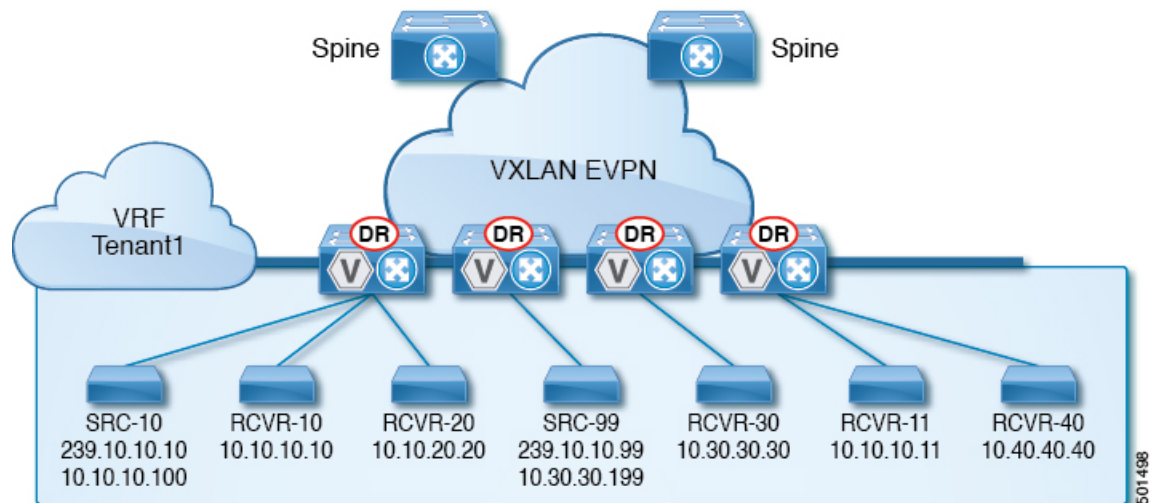 Spine
Spine
VXLAN EVPN
VRF
Tenant1
DR
DR
DR
DR
V
V
V
V
SRC-10
239.10.10.10
10.10.10.100
RCVR-10
10.10.10.10
RCVR-20
10.10.20.20
SRC-99
239.10.10.99
10.30.30.199
RCVR-30
10.30.30.30
RCVR-11
10.10.10.11
RCVR-40
10.40.40.40
501498